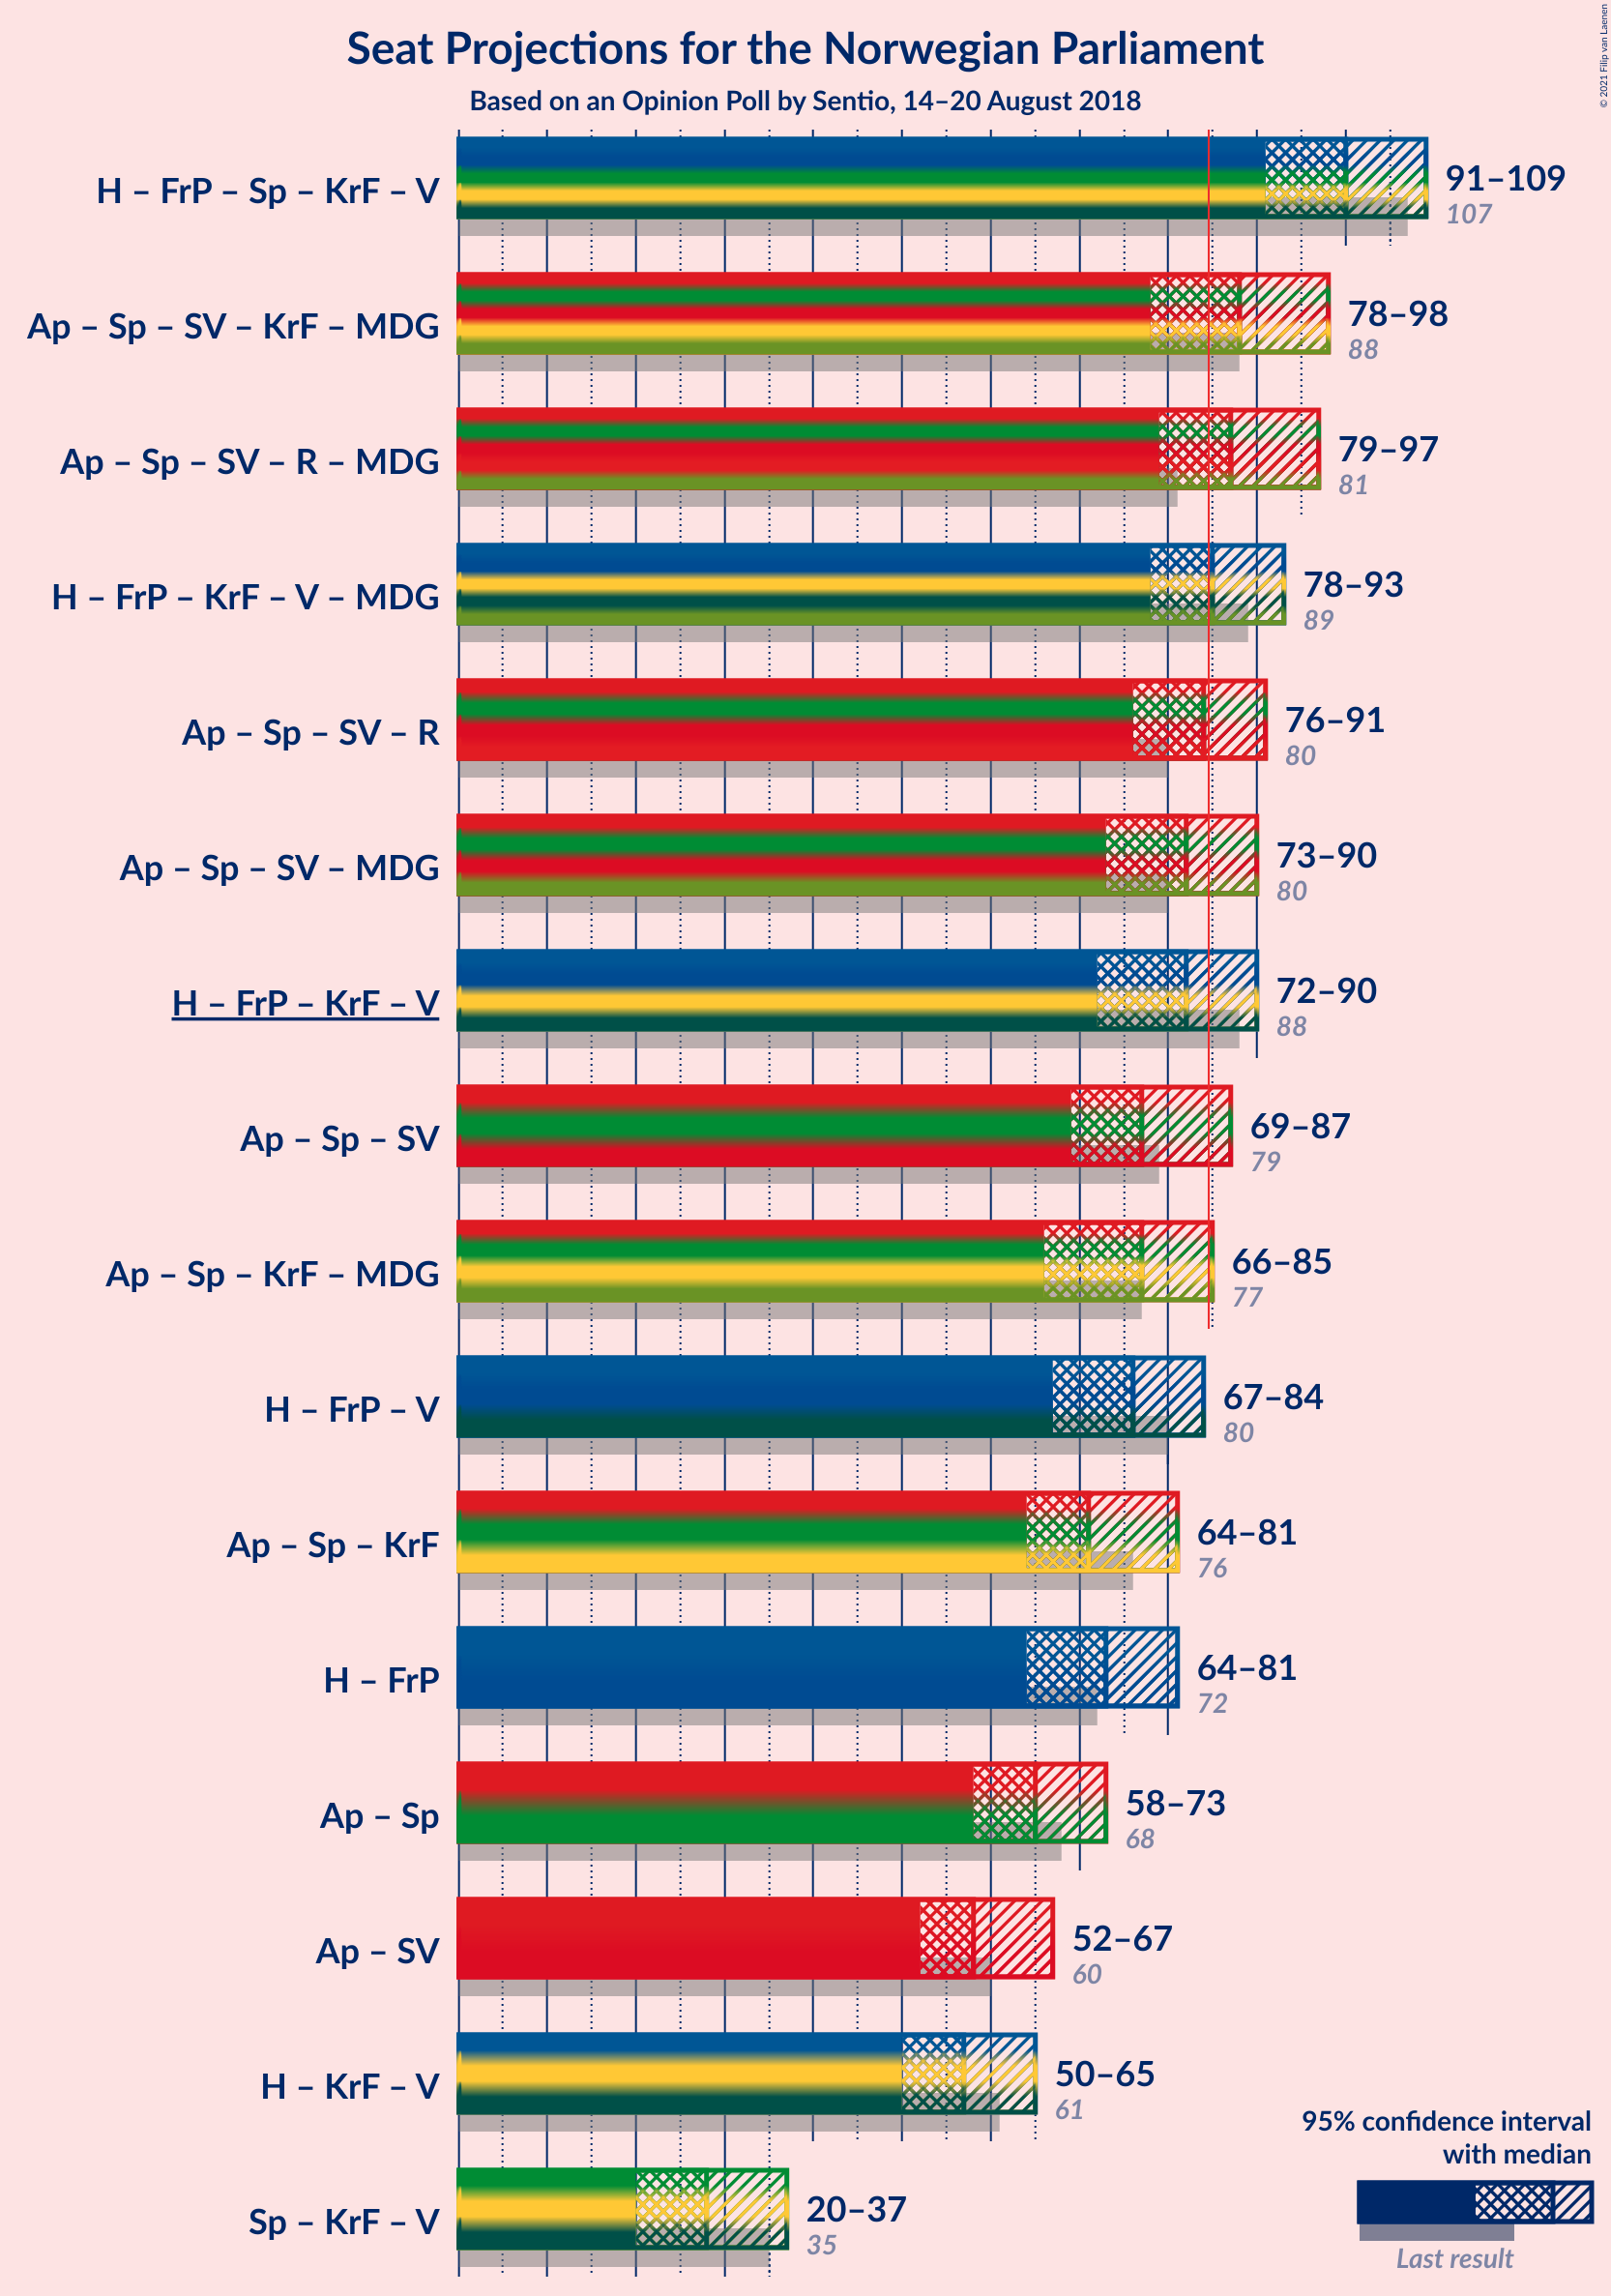 Seat Projections for the Norwegian Parliament
Based on an Opinion Poll by Sentio, 14–20 August 2018
© 2021 Filip van Laenen
H – FrP – Sp – KrF – V
91–109
107
Ap – Sp – SV – KrF – MDG
78–98
88
Ap – Sp – SV – R – MDG
79–97
81
H – FrP – KrF – V – MDG
78–93
89
Ap – Sp – SV – R
76–91
80
Ap – Sp – SV – MDG
73–90
80
H – FrP – KrF – V
72–90
88
Ap – Sp – SV
69–87
79
Ap – Sp – KrF – MDG
66–85
77
H – FrP – V
67–84
80
Ap – Sp – KrF
64–81
76
H – FrP
64–81
72
Ap – Sp
58–73
68
Ap – SV
52–67
60
H – KrF – V
50–65
61
Sp – KrF – V
20–37
35
95% confidence interval
with median
Last result